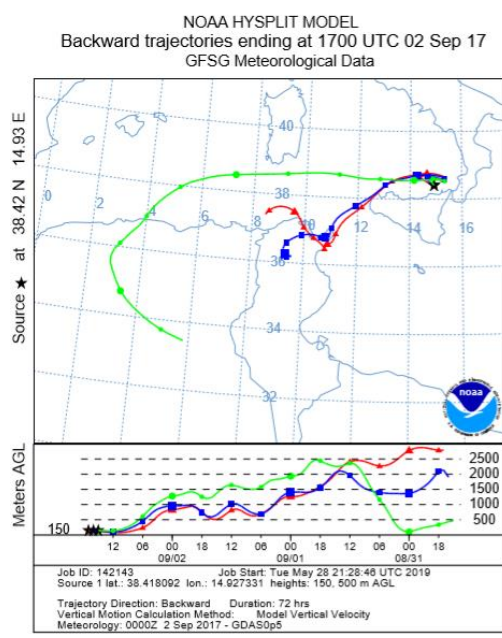 NOAA HYSPLIT MODEL
Backward trajectories ending at 1700 UTC 02 Sep 17
GFSG Meteorological Data
Source ★ at 38.42 N 14.93 E
40
38
36
34
32
0
2
4
6
8
10
12
14
16
noaa
Meters AGL
2500
2000
1500
1000
500
150
12 06 00 18 12 06 00 18 12 06 00 18
09/02 09/01 08/31
Job ID: 142143 Job Start: Tue May 28 21:28:46 UTC 2019
Source 1 lat.: 38.418092 lon.: 14.927331 heights: 150, 500 m AGL
Trajectory Direction: Backward Duration: 72 hrs
Vertical Motion Calculation Method: Model Vertical Velocity
Meteorology: 0000Z 2 Sep 2017 - GDAS0p5